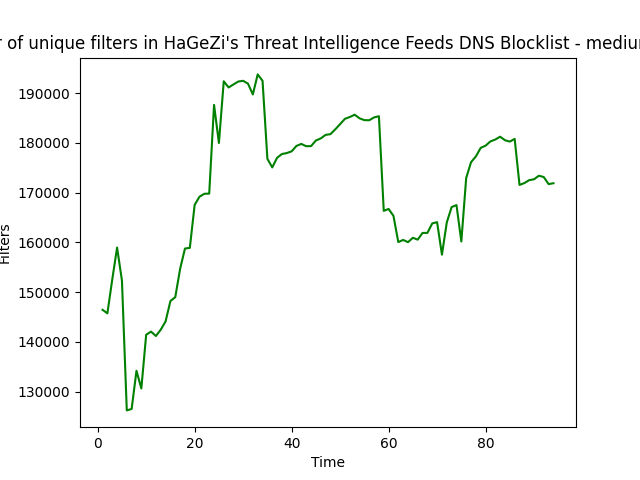 r of unique filters in HaGeZi's Threat Intelligence Feeds DNS Blocklist - mediu
190000
180000
170000
160000
150000
140000
130000
Filters
0 20 40 60 80
Time